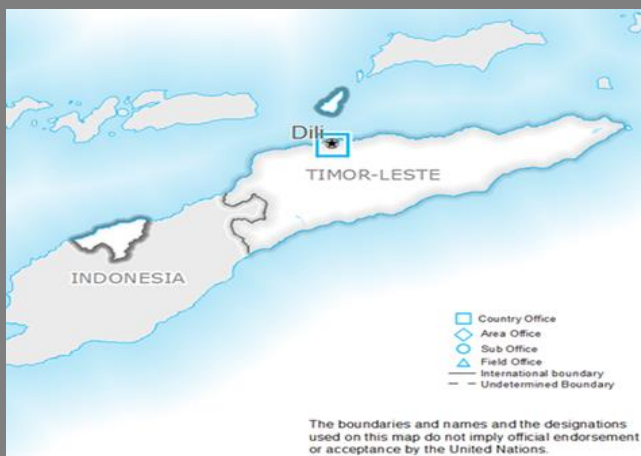 Dili
TIMOR-LESTE
INDONESIA
Country Office
Area Office
Sub Office
Field Office
International boundary
Undetermined Boundary
The boundaries and names and the designations
used on this map do not imply official endorsement
or acceptance by the United Nations.